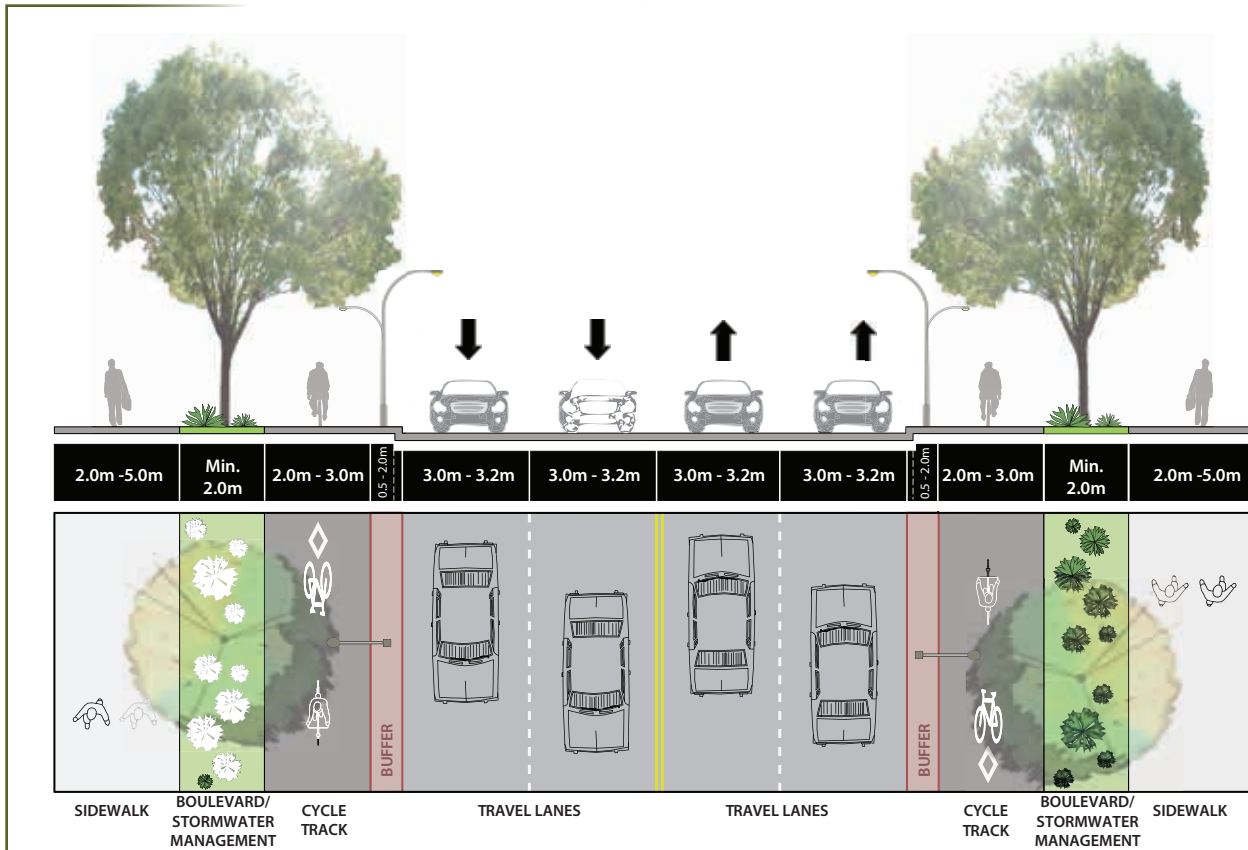 2.0m -5.0m
Min.
2.0m
2.0m - 3.0m
0.5 - 2.0m
3.0m - 3.2m
3.0m - 3.2m
3.0m - 3.2m
3.0m - 3.2m
0.5 - 2.0m
2.0m - 3.0m
Min.
2.0m
2.0m -5.0m
BUFFER
BUFFER
SIDEWALK
BOULEVARD/
STORMWATER
MANAGEMENT
CYCLE
TRACK
TRAVEL LANES
TRAVEL LANES
CYCLE
TRACK
BOULEVARD/
STORMWATER
MANAGEMENT
SIDEWALK